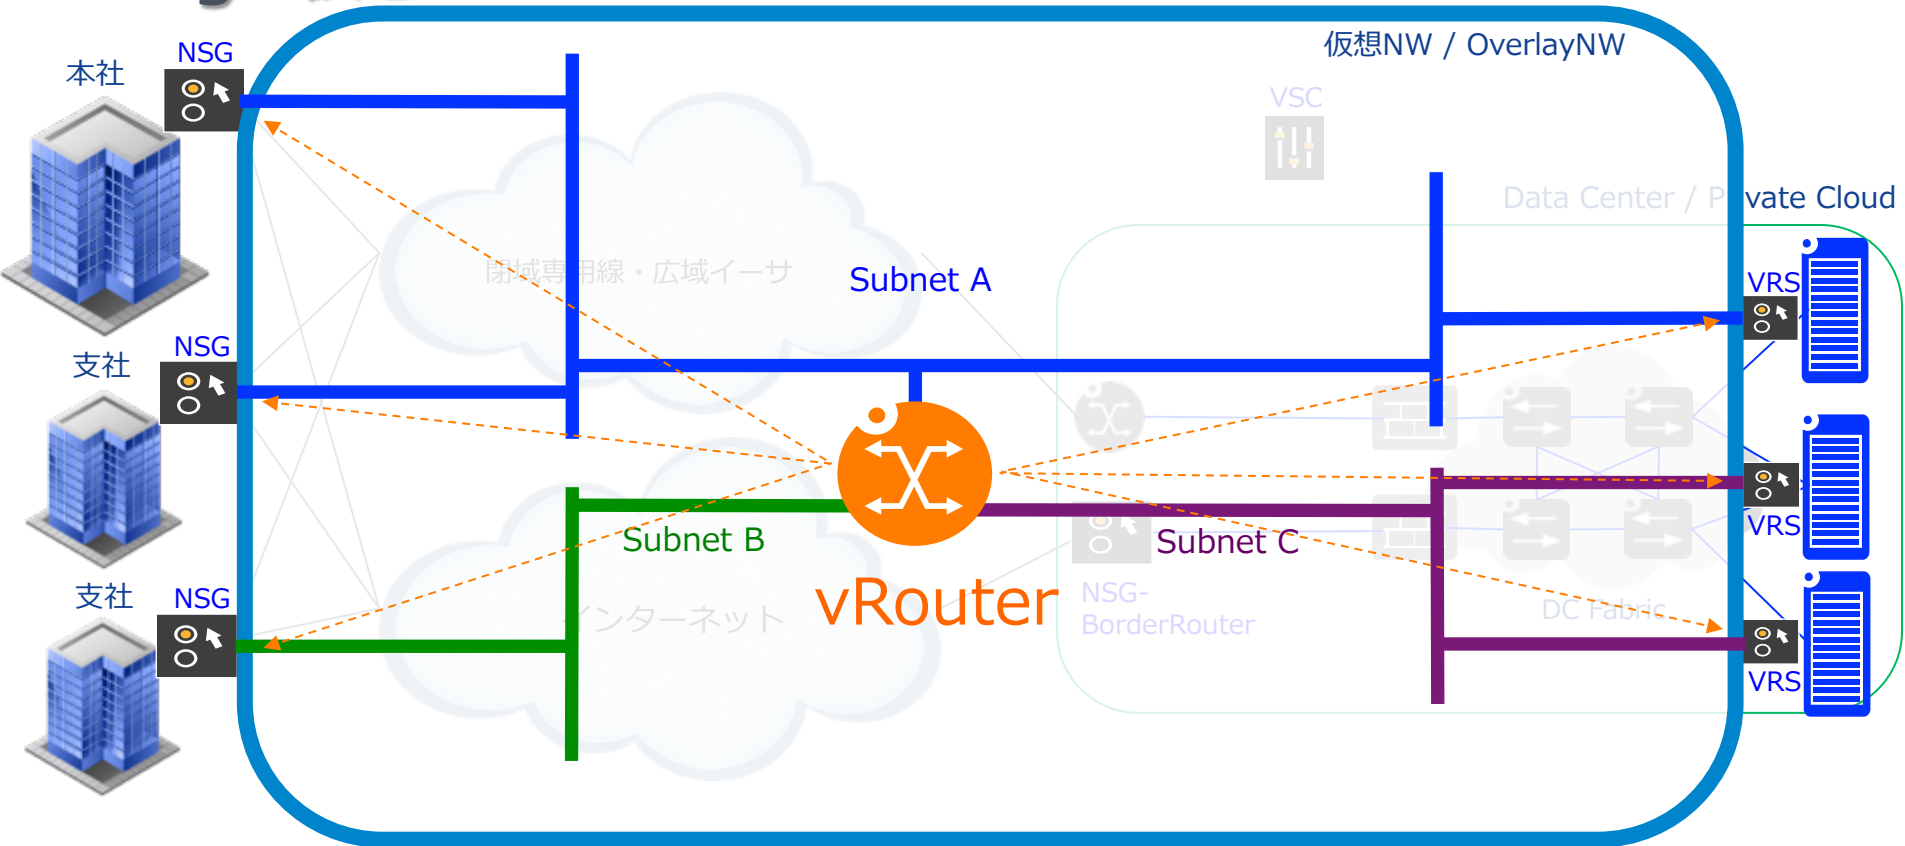 仮想NW / OverlayNW
NSG
本社
VSC
Data Center / Private Cloud
閉域専用線・広域イーサ
Subnet A
VRS
NSG
支社
Subnet B
Subnet C
VRS
vRouter
NSG-
BorderRouter
DC Fabric
支社
NSG
インターネット
VRS